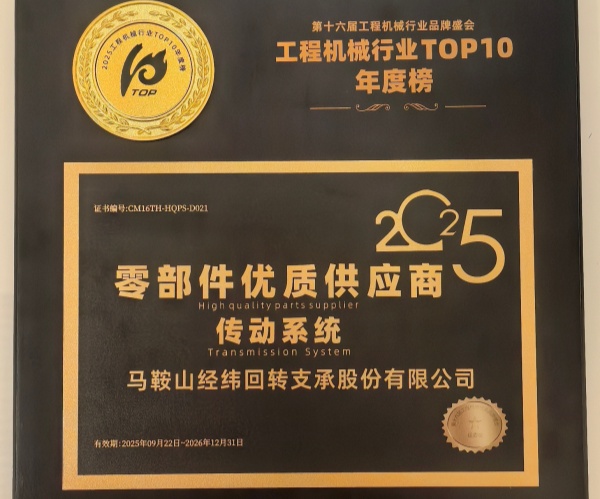 2025工程机械行业TOP10年度榜
TOP
第十六届工程机械行业品牌盛会
工程机械行业TOP10
年度榜
证书编号:CM16TH-HQPS-D021
2025
零部件优质供应商
High quality parts supplier
传动系统
Transmission System
马鞍山经纬回转支承股份有限公司
有效期:2025年09月22日~2026年12月31日